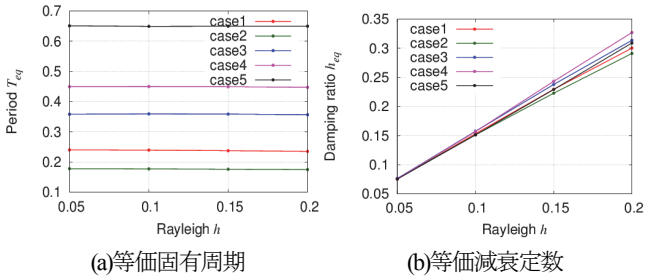 0.7
0.6
0.5
0.4
0.3
0.2
0.1
Period T_eq
case1
case2
case3
case4
case5
0.05 0.1 0.15 0.2
Rayleigh h
(a)等価固有周期
0.35
0.3
0.25
0.2
0.15
0.1
0.05
Damping ratio h_eq
case1
case2
case3
case4
case5
0.05 0.1 0.15 0.2
Rayleigh h
(b)等価減衰定数